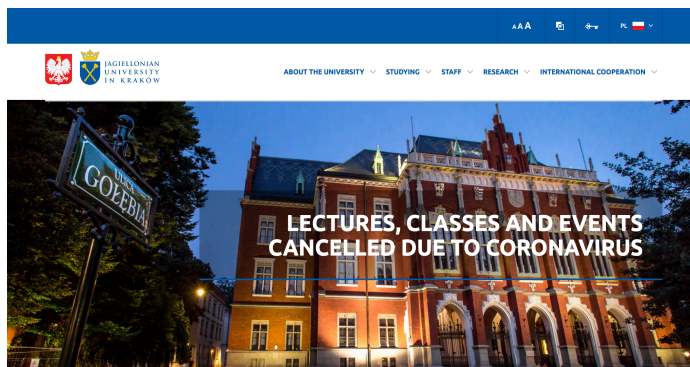 A A A
PL
JAGIELLONIAN
UNIVERSITY
IN KRAKÓW
ABOUT THE UNIVERSITY
STUDYING
STAFF
RESEARCH
INTERNATIONAL COOPERATION
ULICA
GOŁĘBIA
LECTURES, CLASSES AND EVENTS
CANCELLED DUE TO CORONAVIRUS